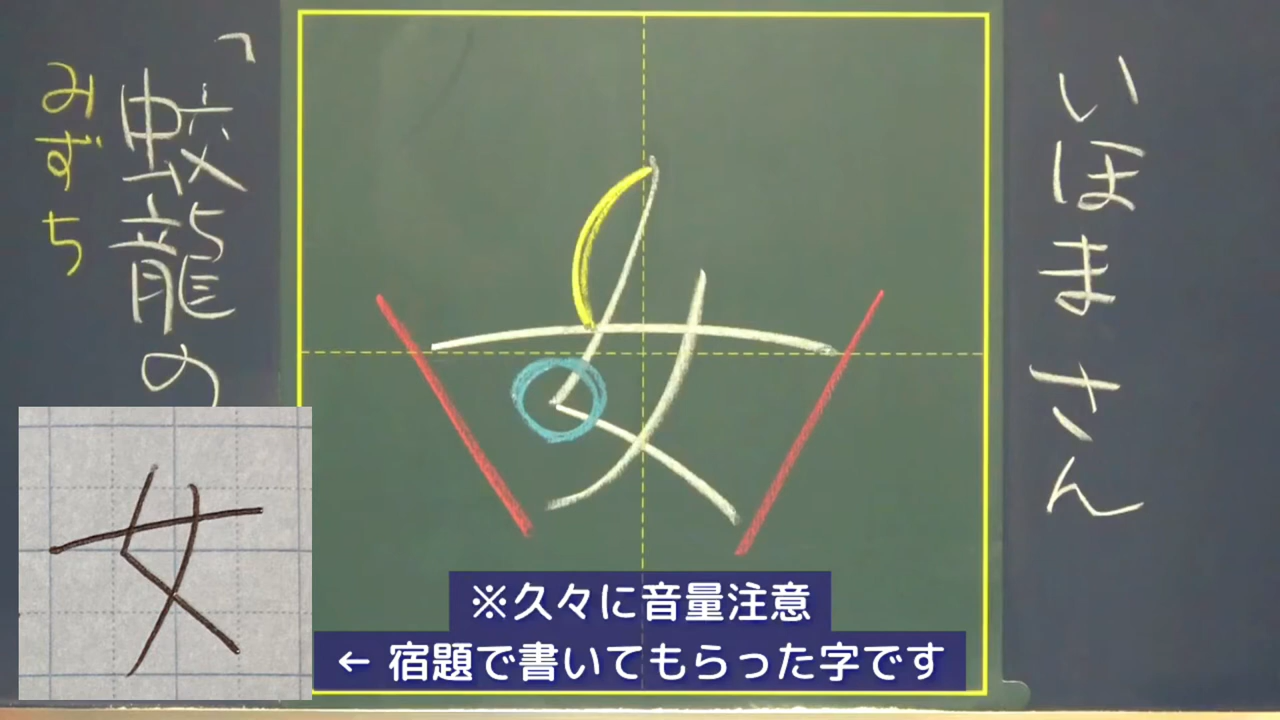 いほまさん
女
「蛟龍の
みずち
女
※久々に音量注意
← 宿題で書いてもらった字です